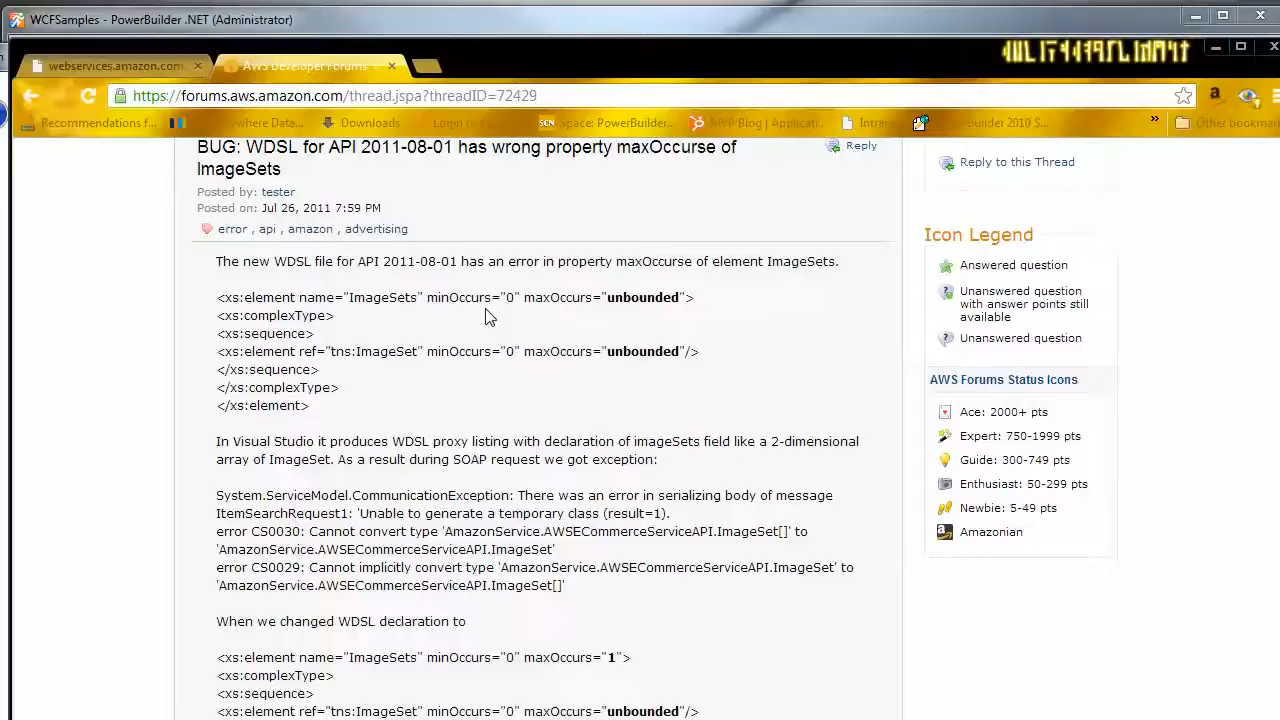 WCFSamples - PowerBuilder .NET (Administrator)
webservices.amazon.com
AWS Developer Forums:
https://forums.aws.amazon.com/thread.jspa?threadID=72429
Recommendations f...
Downloads
SCN Space: PowerBuilder...
MVP Blog | Applicati...
Intran
builder 2010 S...
»
Other bookmar
BUG: WDSL for API 2011-08-01 has wrong property maxOccurse of
ImageSets
Reply
Posted by: tester
Posted on: Jul 26, 2011 7:59 PM
error , api , amazon , advertising
The new WDSL file for API 2011-08-01 has an error in property maxOccurse of element ImageSets.
<xs:element name="ImageSets" minOccurs="0" maxOccurs="unbounded">
<xs:complexType>
<xs:sequence>
<xs:element ref="tns:ImageSet" minOccurs="0" maxOccurs="unbounded"/>
</xs:sequence>
</xs:complexType>
</xs:element>
In Visual Studio it produces WDSL proxy listing with declaration of imageSets field like a 2-dimensional
array of ImageSet. As a result during SOAP request we got exception:
System.ServiceModel.CommunicationException: There was an error in serializing body of message
ItemSearchRequest1: 'Unable to generate a temporary class (result=1).
error CS0030: Cannot convert type 'AmazonService.AWSECommerceServiceAPI.ImageSet[]' to
'AmazonService.AWSECommerceServiceAPI.ImageSet'
error CS0029: Cannot implicitly convert type 'AmazonService.AWSECommerceServiceAPI.ImageSet' to
'AmazonService.AWSECommerceServiceAPI.ImageSet[]'
When we changed WDSL declaration to
<xs:element name="ImageSets" minOccurs="0" maxOccurs="1">
<xs:complexType>
<xs:sequence>
<xs:element ref="tns:ImageSet" minOccurs="0" maxOccurs="unbounded"/>
Reply to this Thread
Icon Legend
Answered question
Unanswered question
with answer points still
available
Unanswered question
AWS Forums Status Icons
Ace: 2000+ pts
Expert: 750-1999 pts
Guide: 300-749 pts
Enthusiast: 50-299 pts
Newbie: 5-49 pts
Amazonian